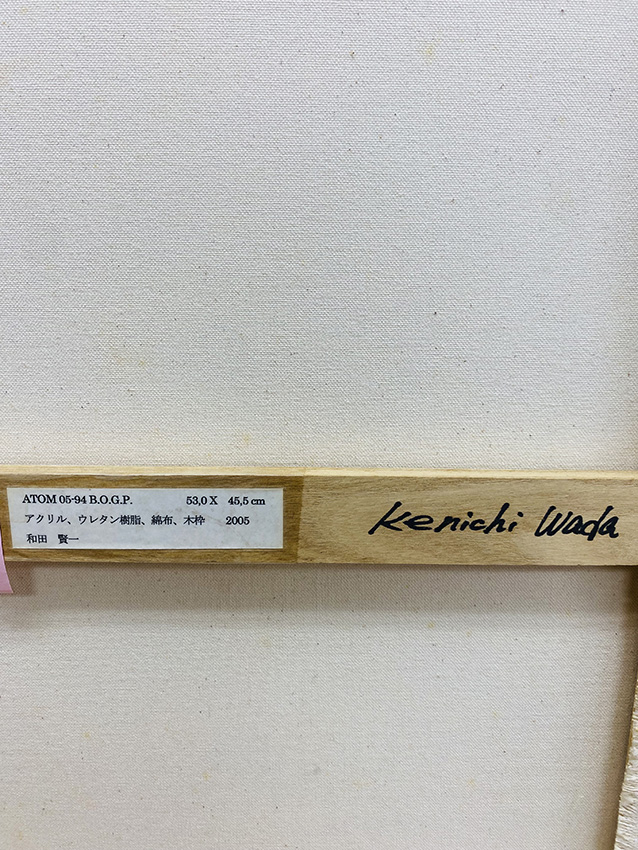 ATOM 05-94 B.O.G.P. 53,0 X 45,5 cm
アクリル、ウレタン樹脂、綿布、木枠 2005
和田 賢一
Kenichi Wada